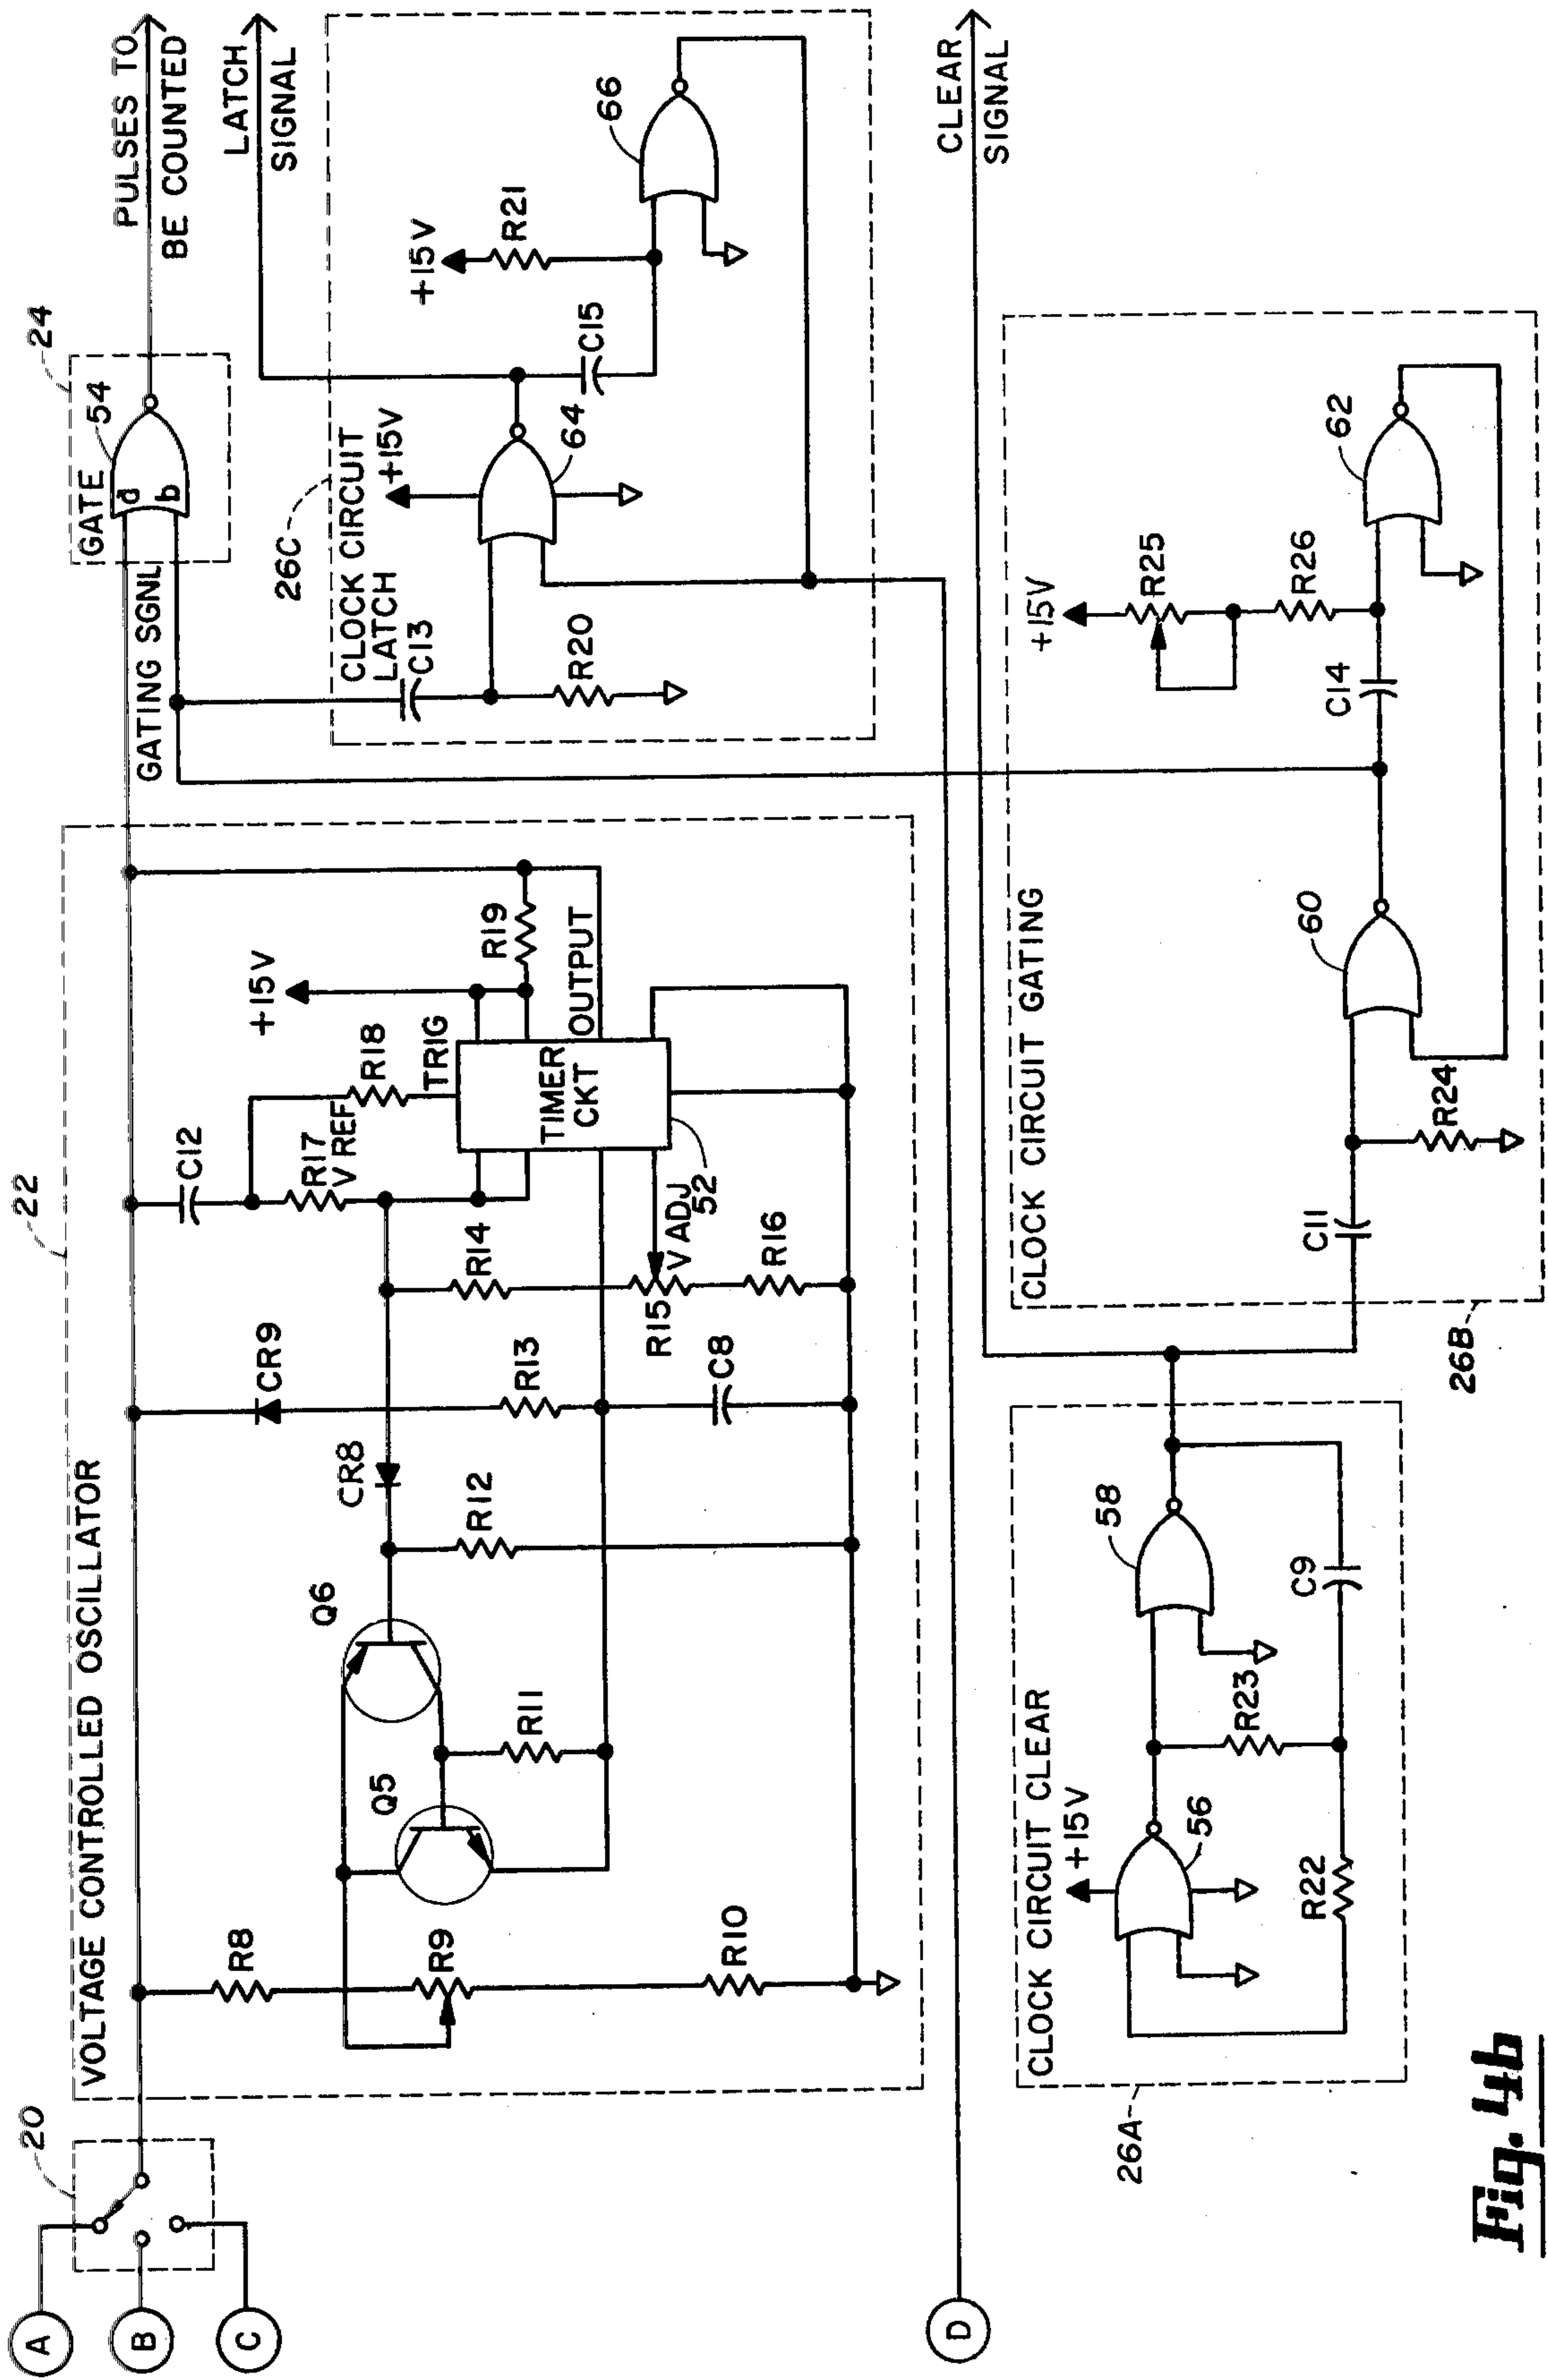 A
B
C
20
22
VOLTAGE CONTROLLED OSCILLATOR
R8
R9
R10
Q5
Q6
R11
CR8
R12
CR9
R13
C8
C12
R17
V REF
R18
TRIG
+15V
R14
R15
V ADJ
R16
52
TIMER
CKT
R19
OUTPUT
24
GATE
54
d
b
GATING SGNL
PULSES TO
BE COUNTED
LATCH
SIGNAL
26C
CLOCK CIRCUIT
LATCH
C13
R20
+15V
64
C15
+15V
R21
66
D
CLEAR
SIGNAL
26A
CLOCK CIRCUIT CLEAR
+15V
56
R22
R23
58
C9
26B
CLOCK CIRCUIT GATING
C11
R24
60
C14
+15V
R25
R26
62
Fig. 4b